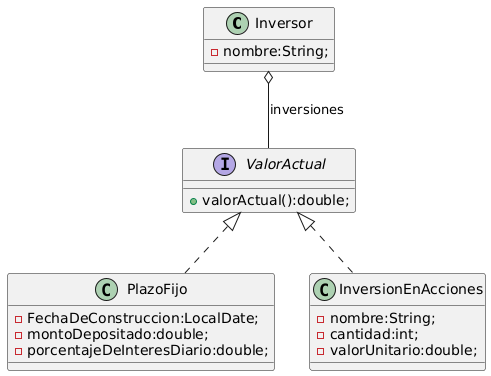 C Inversor
nombre:String;
inversiones
I ValorActual
valorActual():double;
C PlazoFijo
FechaDeConstruccion:LocalDate;
montoDepositado:double;
porcentajeDeInteresDiario:double;
C InversionEnAcciones
nombre:String;
cantidad:int;
valorUnitario:double;